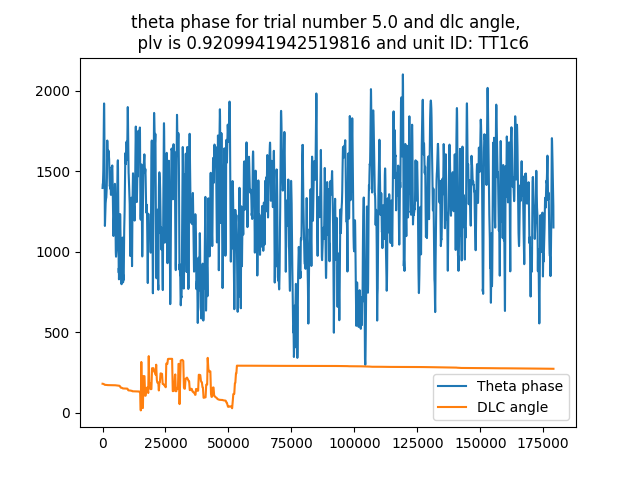 theta phase for trial number 5.0 and dlc angle,
plv is 0.9209941942519816 and unit ID: TT1c6
2000
1500
1000
500
0
Theta phase
DLC angle
0 25000 50000 75000 100000 125000 150000 175000